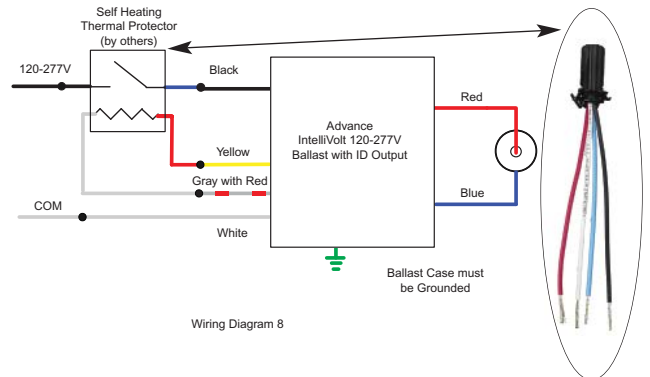 Self Heating
Thermal Protector
(by others)
120-277V
Black
Red
Advance
IntelliVolt 120-277V
Ballast with ID Output
Yellow
Gray with Red
Blue
COM
White
Ballast Case must
be Grounded
Wiring Diagram 8